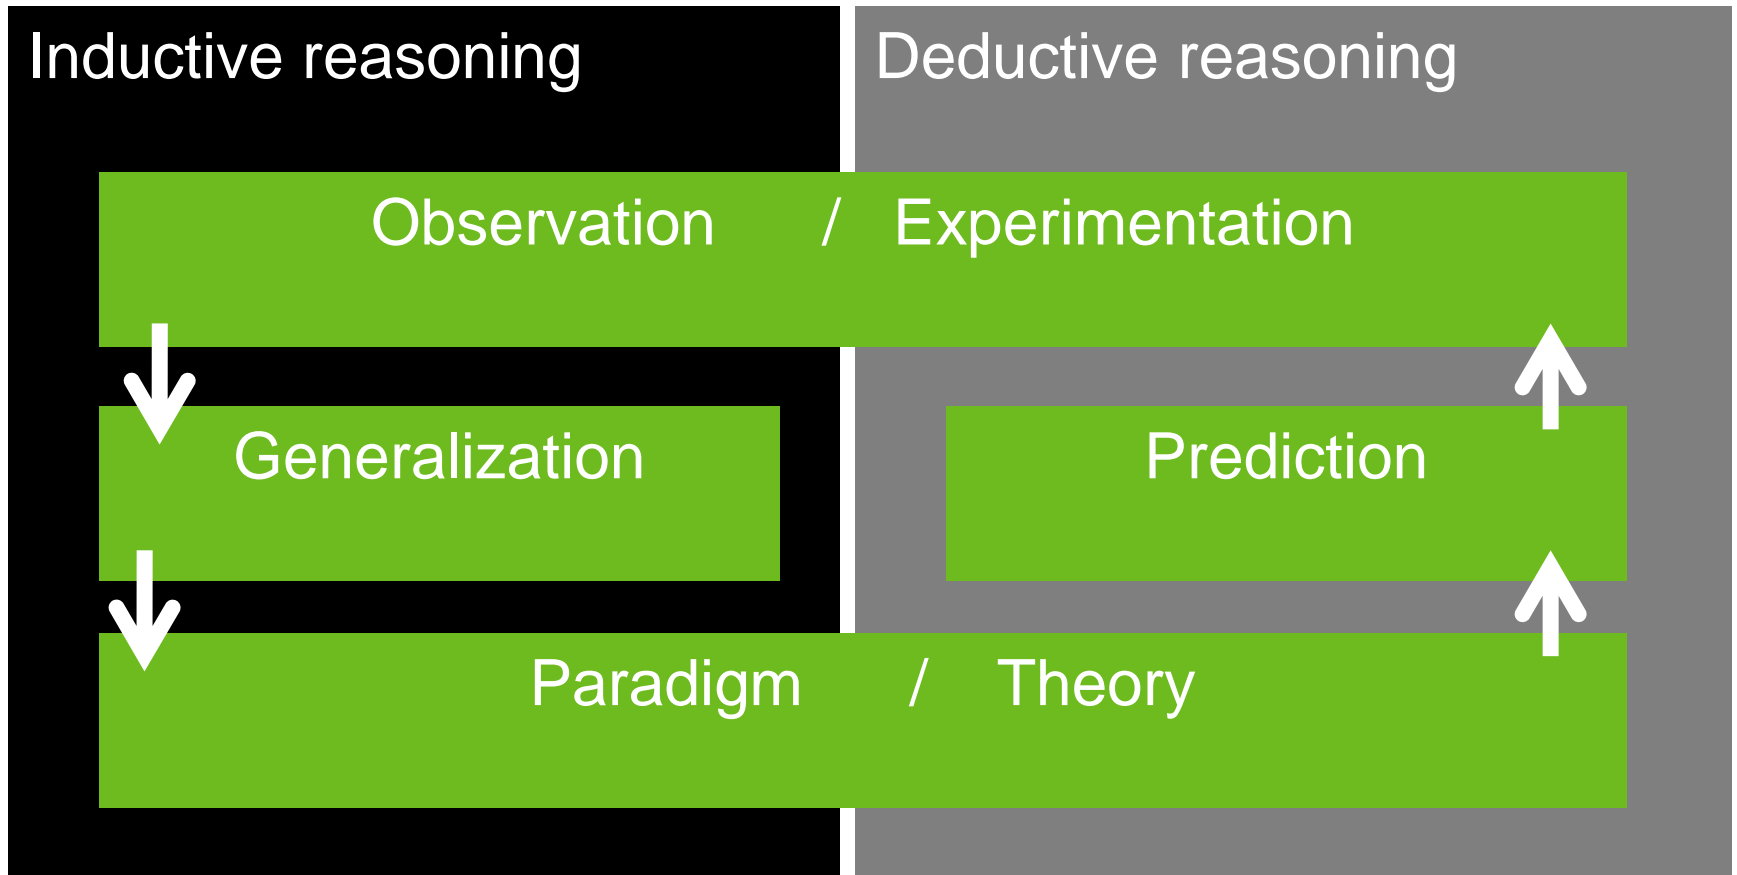 Inductive reasoning
Deductive reasoning
Observation / Experimentation
Generalization
Prediction
Paradigm / Theory